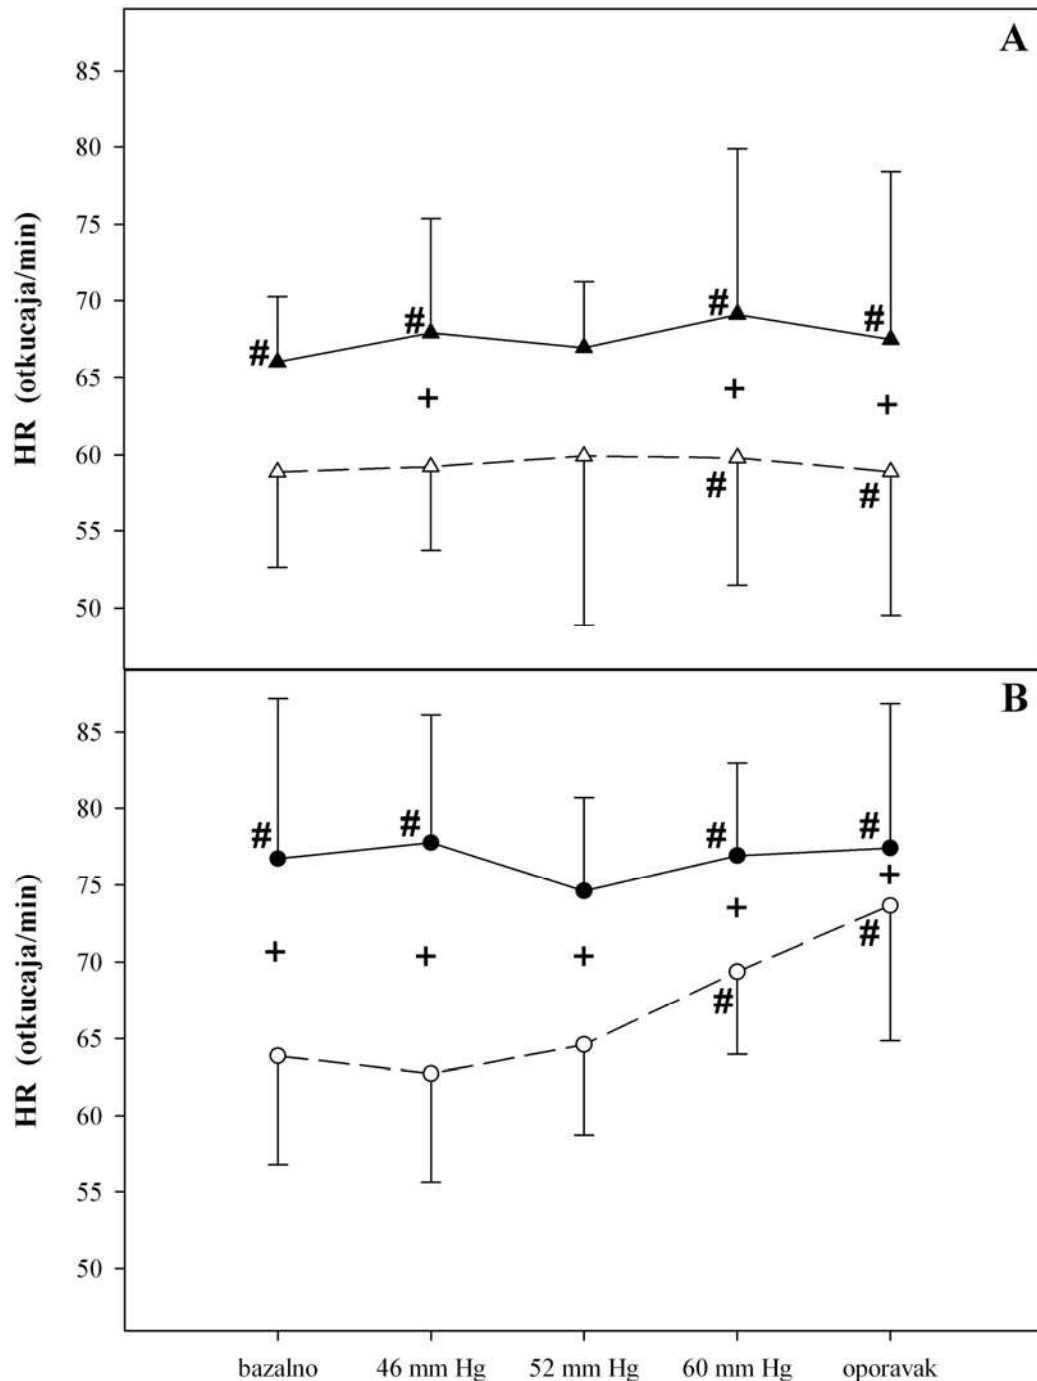 A
85
80
75
70
65
60
55
50
HR (otkucaja/min)
# # # # #
+ + +
# #
B
85
80
75
70
65
60
55
50
HR (otkucaja/min)
# # # # #
+ + + + +
# #
bazalno 46 mm Hg 52 mm Hg 60 mm Hg oporavak